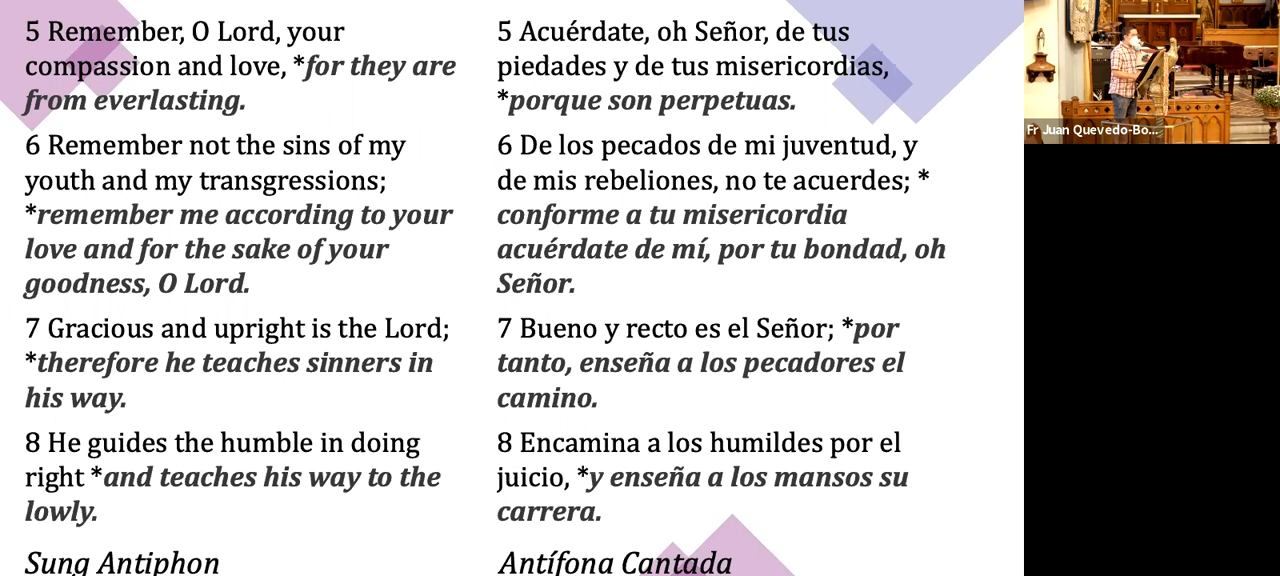 5 Remember, O Lord, your
compassion and love, *for they are
from everlasting.
6 Remember not the sins of my
youth and my transgressions;
*remember me according to your
love and for the sake of your
goodness, O Lord.
7 Gracious and upright is the Lord;
*therefore he teaches sinners in
his way.
8 He guides the humble in doing
right *and teaches his way to the
lowly.
Sung Antiphon
5 Acuérdate, oh Señor, de tus
piedades y de tus misericordias,
*porque son perpetuas.
6 De los pecados de mi juventud, y
de mis rebeliones, no te acuerdes; *
conforme a tu misericordia
acuérdate de mí, por tu bondad, oh
Señor.
7 Bueno y recto es el Señor; *por
tanto, enseña a los pecadores el
camino.
8 Encamina a los humildes por el
juicio, *y enseña a los mansos su
carrera.
Antífona Cantada
Fr Juan Quevedo-Bo...